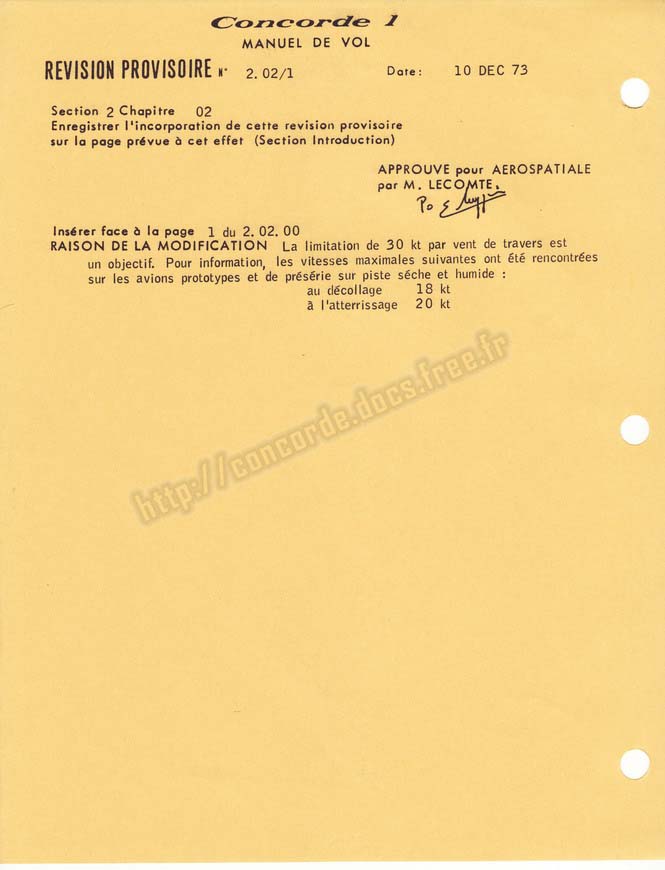 Concorde 1
MANUEL DE VOL
REVISION PROVISOIRE N° 2.02/1 Date: 10 DEC 73
Section 2 Chapitre 02
Enregistrer l'incorporation de cette revision provisoire
sur la page prévue à cet effet (Section Introduction)
APPROUVE pour AEROSPATIALE
par M. LECOMTE.
Po
Insérer face à la page 1 du 2.02.00
RAISON DE LA MODIFICATION La limitation de 30 kt par vent de travers est
un objectif. Pour information, les vitesses maximales suivantes ont été rencontrées
sur les avions prototypes et de présérie sur piste séche et humide :
au décollage 18 kt
à l'atterrissage 20 kt
http://concorde.docs.free.fr